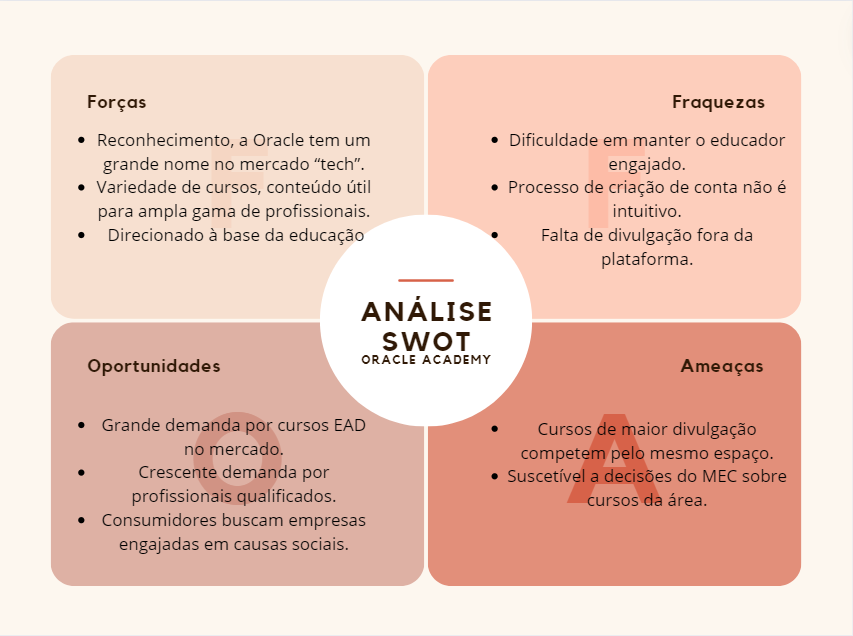 Forças
• Reconhecimento, a Oracle tem um
grande nome no mercado “tech”.
• Variedade de cursos, conteúdo útil
para ampla gama de profissionais.
• Direcionado à base da educação
F
Fraquezas
• Dificuldade em manter o educador
engajado.
• Processo de criação de conta não é
intuitivo.
• Falta de divulgação fora da
plataforma.
F
ANÁLISE
SWOT
ORACLE ACADEMY
Oportunidades
• Grande demanda por cursos EAD
no mercado.
• Crescente demanda por
profissionais qualificados.
• Consumidores buscam empresas
engajadas em causas sociais.
O
Ameaças
• Cursos de maior divulgação
competem pelo mesmo espaço.
• Suscetível a decisões do MEC sobre
cursos da área.
A